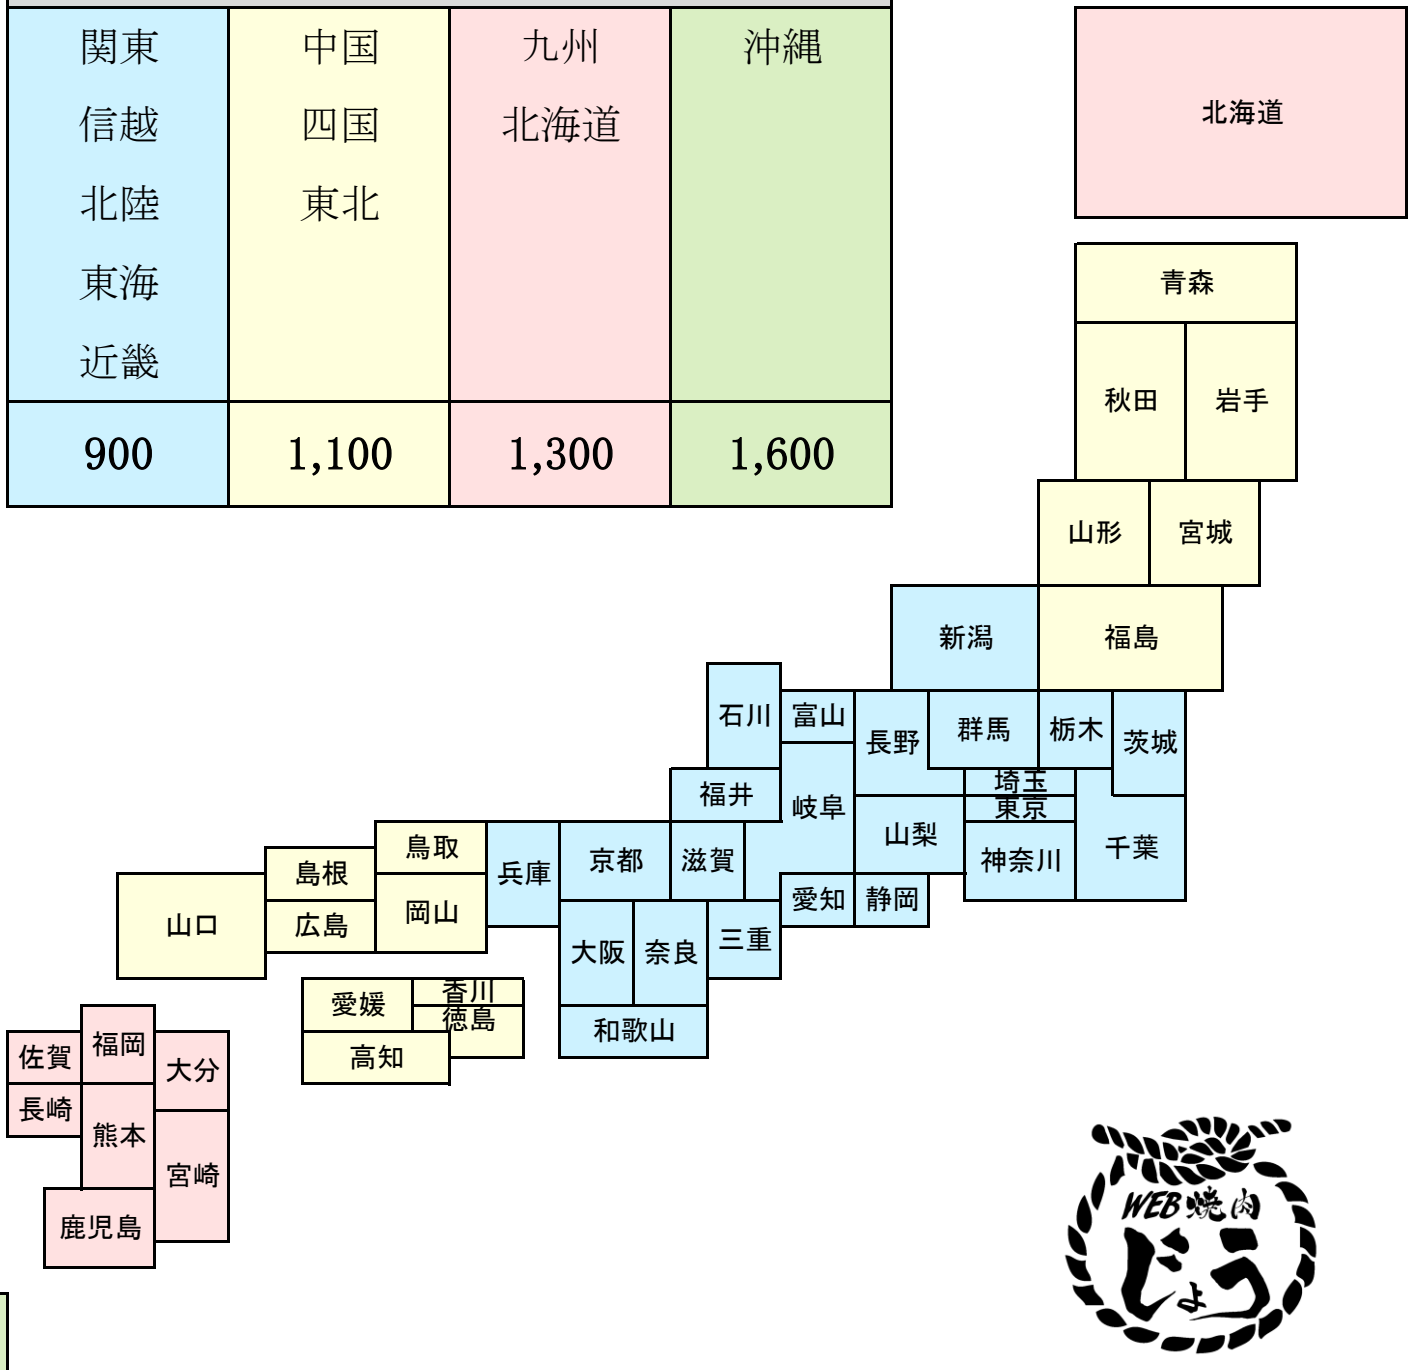 関東 中国 九州 沖縄
信越 四国 北海道
北陸 東北
東海
近畿
900 1,100 1,300 1,600
北海道
青森
秋田 岩手
山形 宮城
新潟 福島
石川 富山 長野 群馬 栃木 茨城
福井 岐阜 埼玉
東京
山梨 神奈川 千葉
鳥取 兵庫 京都 滋賀
島根 岡山 愛知 静岡
山口 広島 大阪 奈良 三重
愛媛 香川
徳島
高知 和歌山
佐賀 福岡 大分
長崎 熊本
宮崎
鹿児島
WEB焼肉
じょう